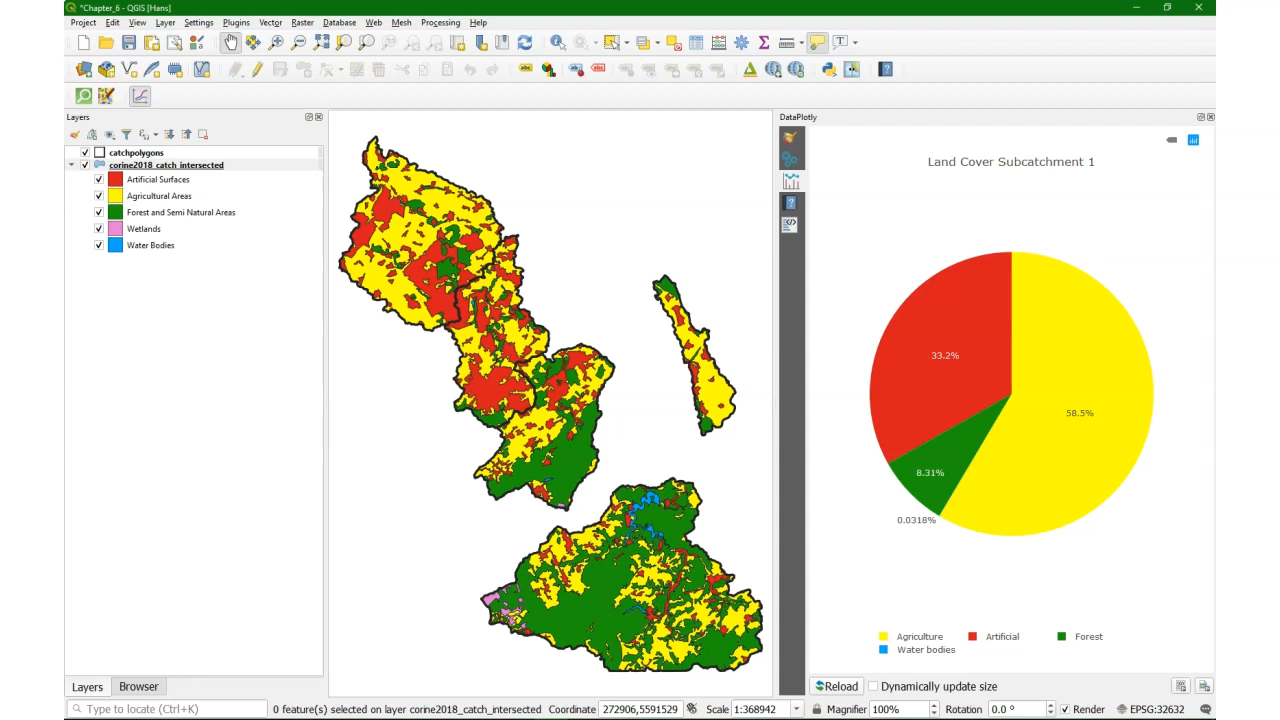 *Chapter_6 - QGIS [Hans]
Project Edit View Layer Settings Plugins Vector Raster Database Web Mesh Processing Help
Layers
catchpolygons
corine2018_catch_intersected
Artificial Surfaces
Agricultural Areas
Forest and Semi Natural Areas
Wetlands
Water Bodies
DataPlotly
Land Cover Subcatchment 1
33.2%
58.5%
8.31%
0.0318%
Agriculture Artificial Forest
Water bodies
Reload Dynamically update size
Layers Browser
Type to locate (Ctrl+K) 0 feature(s) selected on layer corine2018_catch_intersected Coordinate 272906,5591529 Scale 1:368942 Magnifier 100% Rotation 0.0 ° Render EPSG:32632